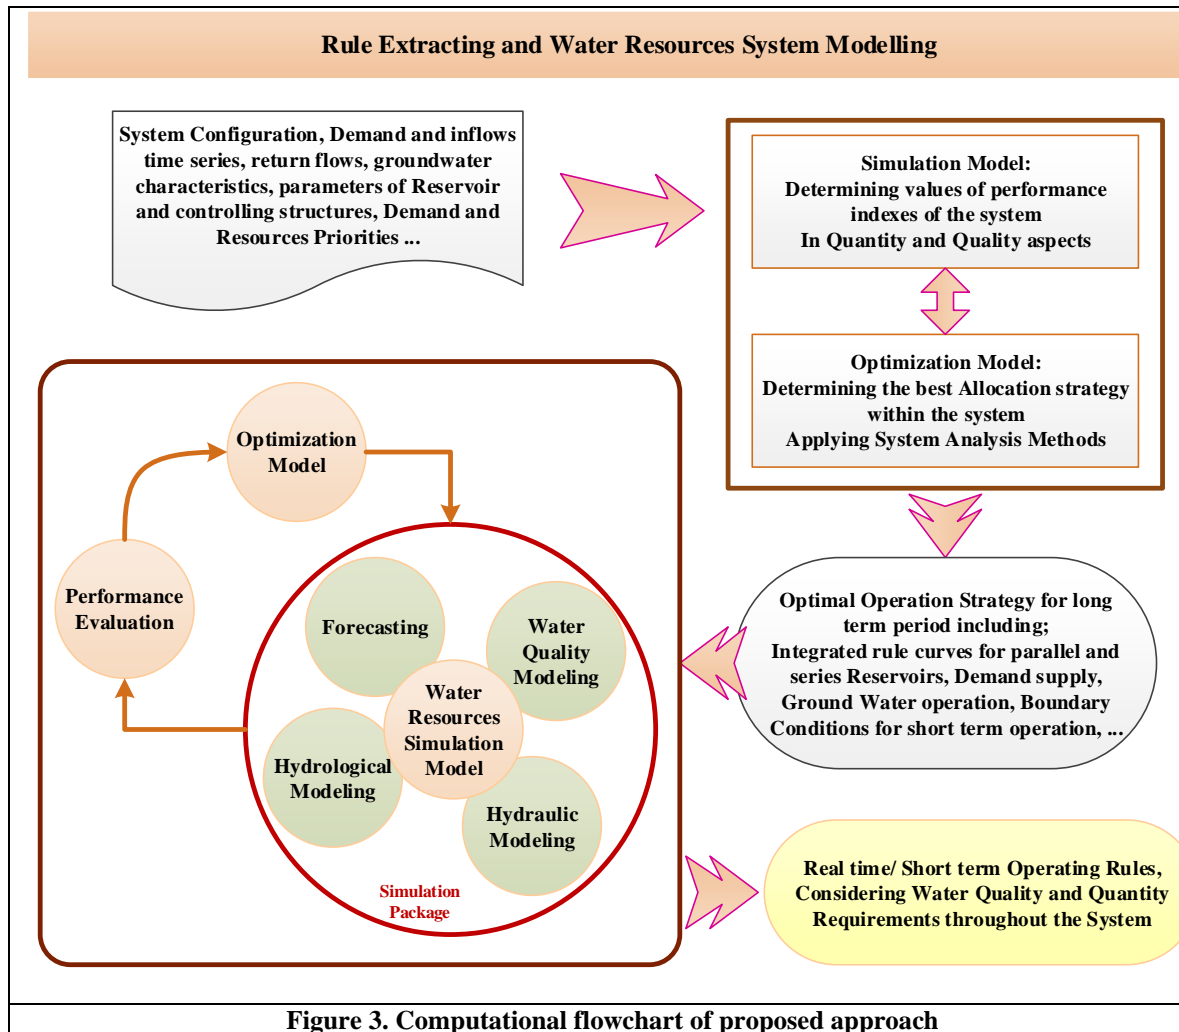 Rule Extracting and Water Resources System Modelling
System Configuration, Demand and inflows
time series, return flows, groundwater
characteristics, parameters of Reservoir
and controlling structures, Demand and
Resources Priorities ...
Simulation Model:
Determining values of performance
indexes of the system
In Quantity and Quality aspects
Optimization Model:
Determining the best Allocation strategy
within the system
Applying System Analysis Methods
Optimal Operation Strategy for long
term period including;
Integrated rule curves for parallel and
series Reservoirs, Demand supply,
Ground Water operation, Boundary
Conditions for short term operation, ...
Optimization
Model
Performance
Evaluation
Forecasting
Water
Quality
Modeling
Water
Resources
Simulation
Model
Hydrological
Modeling
Hydraulic
Modeling
Simulation
Package
Real time/ Short term Operating Rules,
Considering Water Quality and Quantity
Requirements throughout the System
Figure 3. Computational flowchart of proposed approach